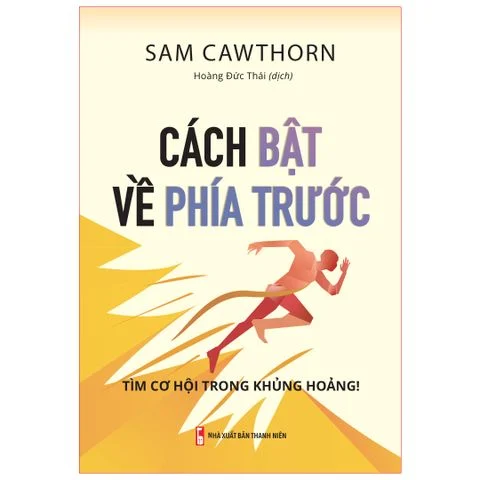 SAM CAWTHORN
Hoàng Đức Thái (dịch)
CÁCH BẬT
VỀ PHÍA TRƯỚC
TÌM CƠ HỘI TRONG KHỦNG HOẢNG!
NHÀ XUẤT BẢN THANH NIÊN